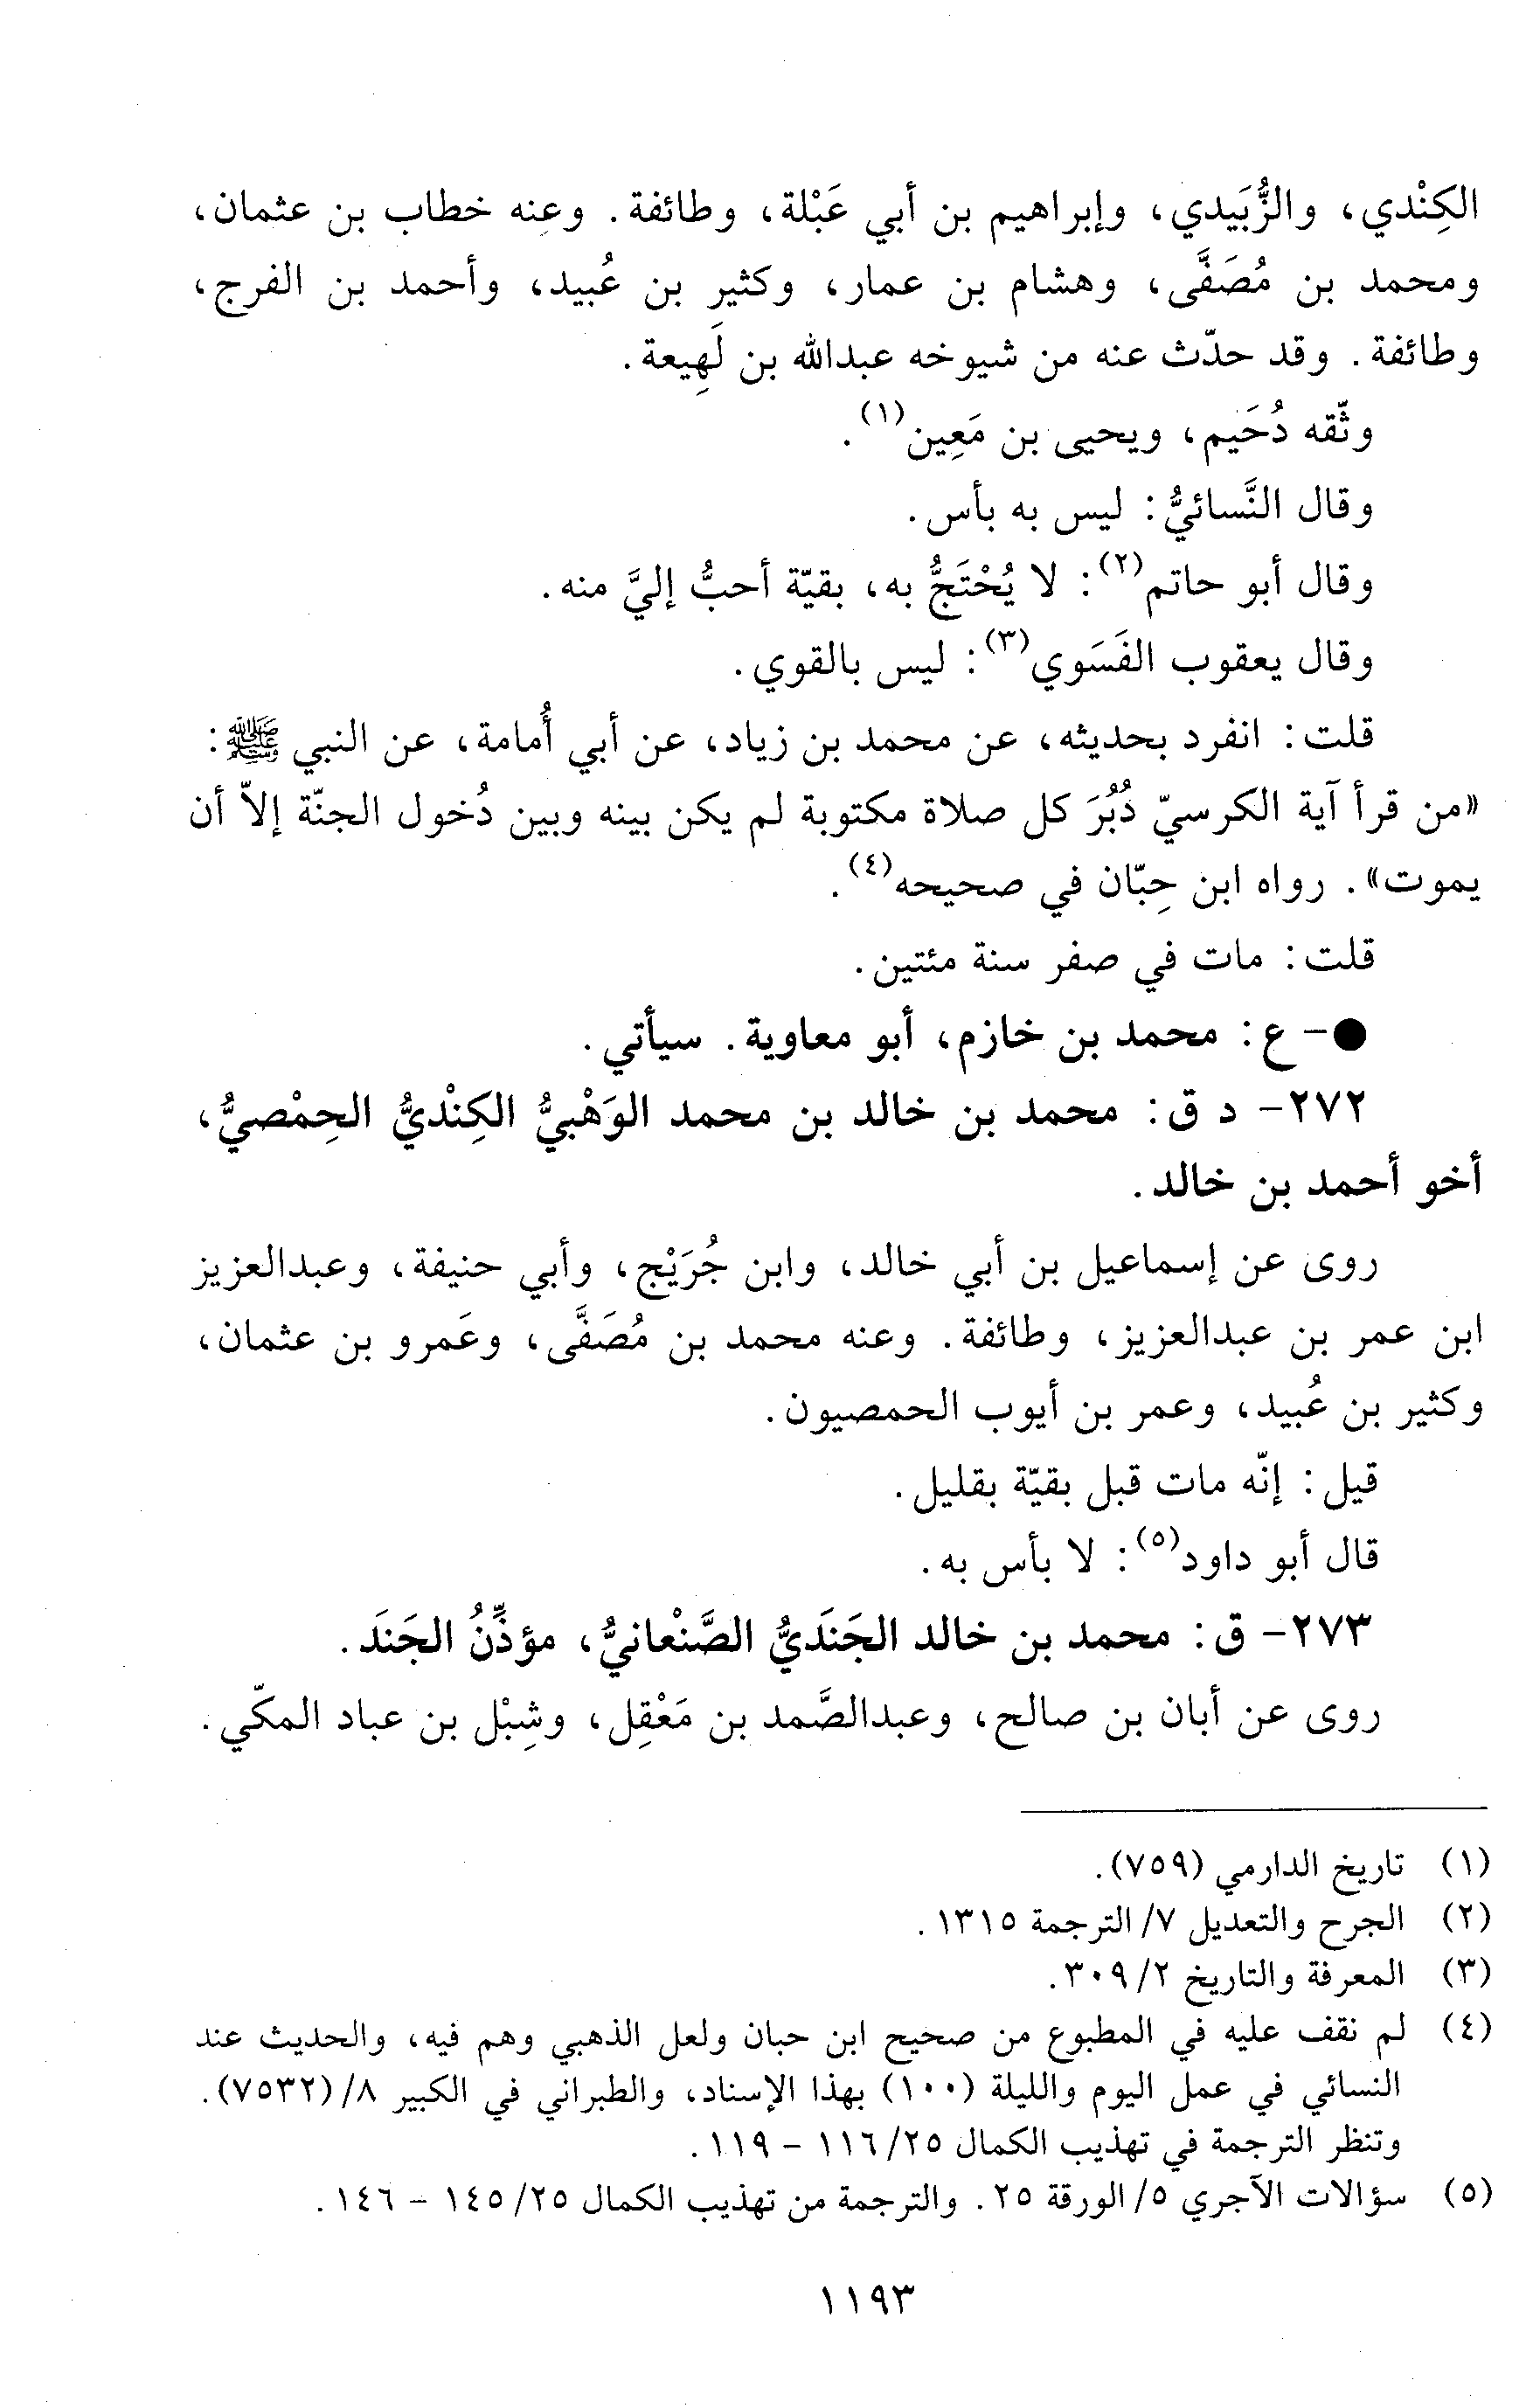 الكِنْدي، والزُّبَيدي، وإبراهيم بن أبي عَبْلة، وطائفة. وعنه خطاب بن عثمان،
ومحمد بن مُصَفَّى، وهشام بن عمار، وكثير بن عُبيد، وأحمد بن الفرج،
وطائفة. وقد حدّث عنه من شيوخه عبدالله بن لَهِيعة.
وثّقه دُحَيم، ويحيى بن مَعِين(١).
وقال النَّسائيُّ: ليس به بأس.
وقال أبو حاتم(٢): لا يُحْتَجُّ به، بقيّة أحبُّ إليَّ منه.
وقال يعقوب الفَسَوي(٣): ليس بالقوي.
قلت: انفرد بحديثه، عن محمد بن زياد، عن أبي أُمامة، عن النبي ﷺ:
«من قرأ آية الكرسيّ دُبُرَ كل صلاة مكتوبة لم يكن بينه وبين دُخول الجنّة إلاّ أن
يموت». رواه ابن حِبّان في صحيحه(٤).
قلت: مات في صفر سنة مئتين.
●- ع: محمد بن خازم، أبو معاوية. سيأتي.
٢٧٢- د ق: محمد بن خالد بن محمد الوَهْبيُّ الكِنْديُّ الحِمْصيُّ،
أخو أحمد بن خالد.
روى عن إسماعيل بن أبي خالد، وابن جُرَيْج، وأبي حنيفة، وعبدالعزيز
ابن عمر بن عبدالعزيز، وطائفة. وعنه محمد بن مُصَفَّى، وعَمرو بن عثمان،
وكثير بن عُبيد، وعمر بن أيوب الحمصيون.
قيل: إنّه مات قبل بقيّة بقليل.
قال أبو داود(٥): لا بأس به.
٢٧٣- ق: محمد بن خالد الجَنَديُّ الصَّنْعانيُّ، مؤذِّنُ الجَنَد.
روى عن أبان بن صالح، وعبدالصَّمد بن مَعْقِل، وشِبْل بن عباد المكّي.
(١) تاريخ الدارمي (٧٥٩).
(٢) الجرح والتعديل ٧/ الترجمة ١٣١٥.
(٣) المعرفة والتاريخ ٢/ ٣٠٩.
(٤) لم نقف عليه في المطبوع من صحيح ابن حبان ولعل الذهبي وهم فيه، والحديث عند
النسائي في عمل اليوم والليلة (١٠٠) بهذا الإسناد، والطبراني في الكبير ٨/ (٧٥٣٢).
وتنظر الترجمة في تهذيب الكمال ٢٥/ ١١٦ - ١١٩.
(٥) سؤالات الآجري ٥/ الورقة ٢٥. والترجمة من تهذيب الكمال ٢٥/ ١٤٥ - ١٤٦.
١١٩٣